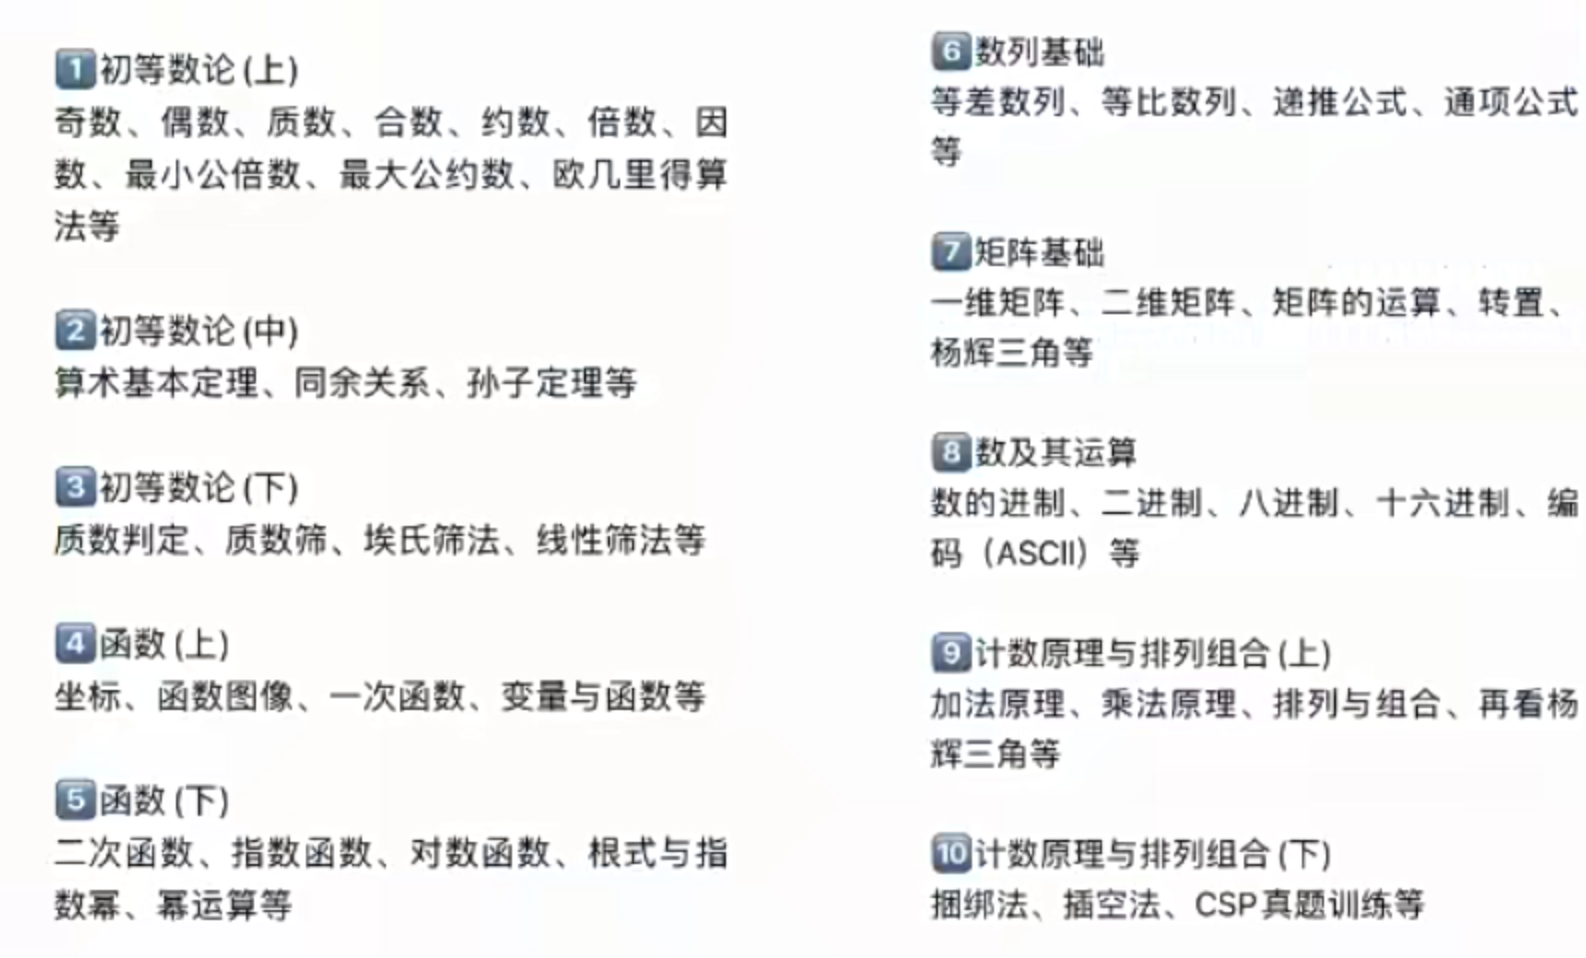 1 初等数论(上)
奇数、偶数、质数、合数、约数、倍数、因
数、最小公倍数、最大公约数、欧几里得算
法等
2 初等数论(中)
算术基本定理、同余关系、孙子定理等
3 初等数论(下)
质数判定、质数筛、埃氏筛法、线性筛法等
4 函数(上)
坐标、函数图像、一次函数、变量与函数等
5 函数(下)
二次函数、指数函数、对数函数、根式与指
数幂、幂运算等
6 数列基础
等差数列、等比数列、递推公式、通项公式
等
7 矩阵基础
一维矩阵、二维矩阵、矩阵的运算、转置、
杨辉三角等
8 数及其运算
数的进制、二进制、八进制、十六进制、编
码（ASCII）等
9 计数原理与排列组合(上)
加法原理、乘法原理、排列与组合、再看杨
辉三角等
10 计数原理与排列组合(下)
捆绑法、插空法、CSP真题训练等